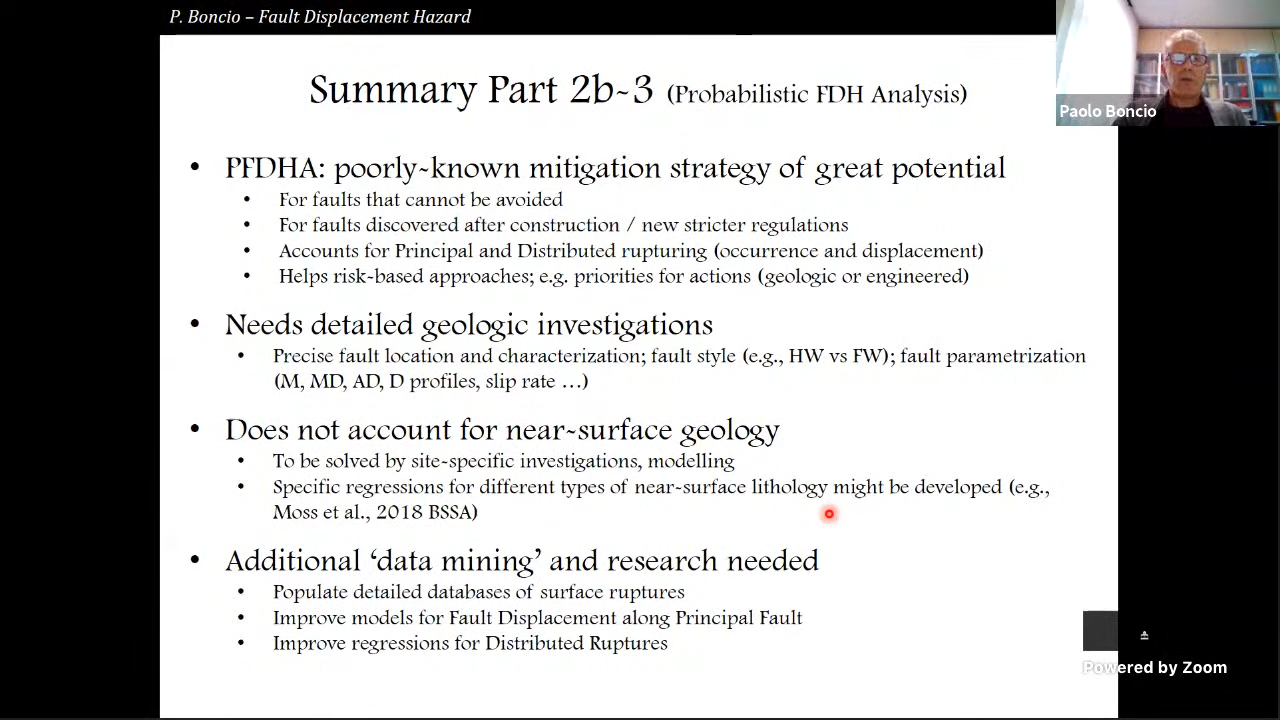 P. Boncio – Fault Displacement Hazard
Summary Part 2b-3 (Probabilistic FDH Analysis)
Paolo Boncio
• PFDHA: poorly-known mitigation strategy of great potential
• For faults that cannot be avoided
• For faults discovered after construction / new stricter regulations
• Accounts for Principal and Distributed rupturing (occurrence and displacement)
• Helps risk-based approaches; e.g. priorities for actions (geologic or engineered)
• Needs detailed geologic investigations
• Precise fault location and characterization; fault style (e.g., HW vs FW); fault parametrization
(M, MD, AD, D profiles, slip rate …)
• Does not account for near-surface geology
• To be solved by site-specific investigations, modelling
• Specific regressions for different types of near-surface lithology might be developed (e.g.,
Moss et al., 2018 BSSA)
• Additional ‘data mining’ and research needed
• Populate detailed databases of surface ruptures
• Improve models for Fault Displacement along Principal Fault
• Improve regressions for Distributed Ruptures
Powered by Zoom